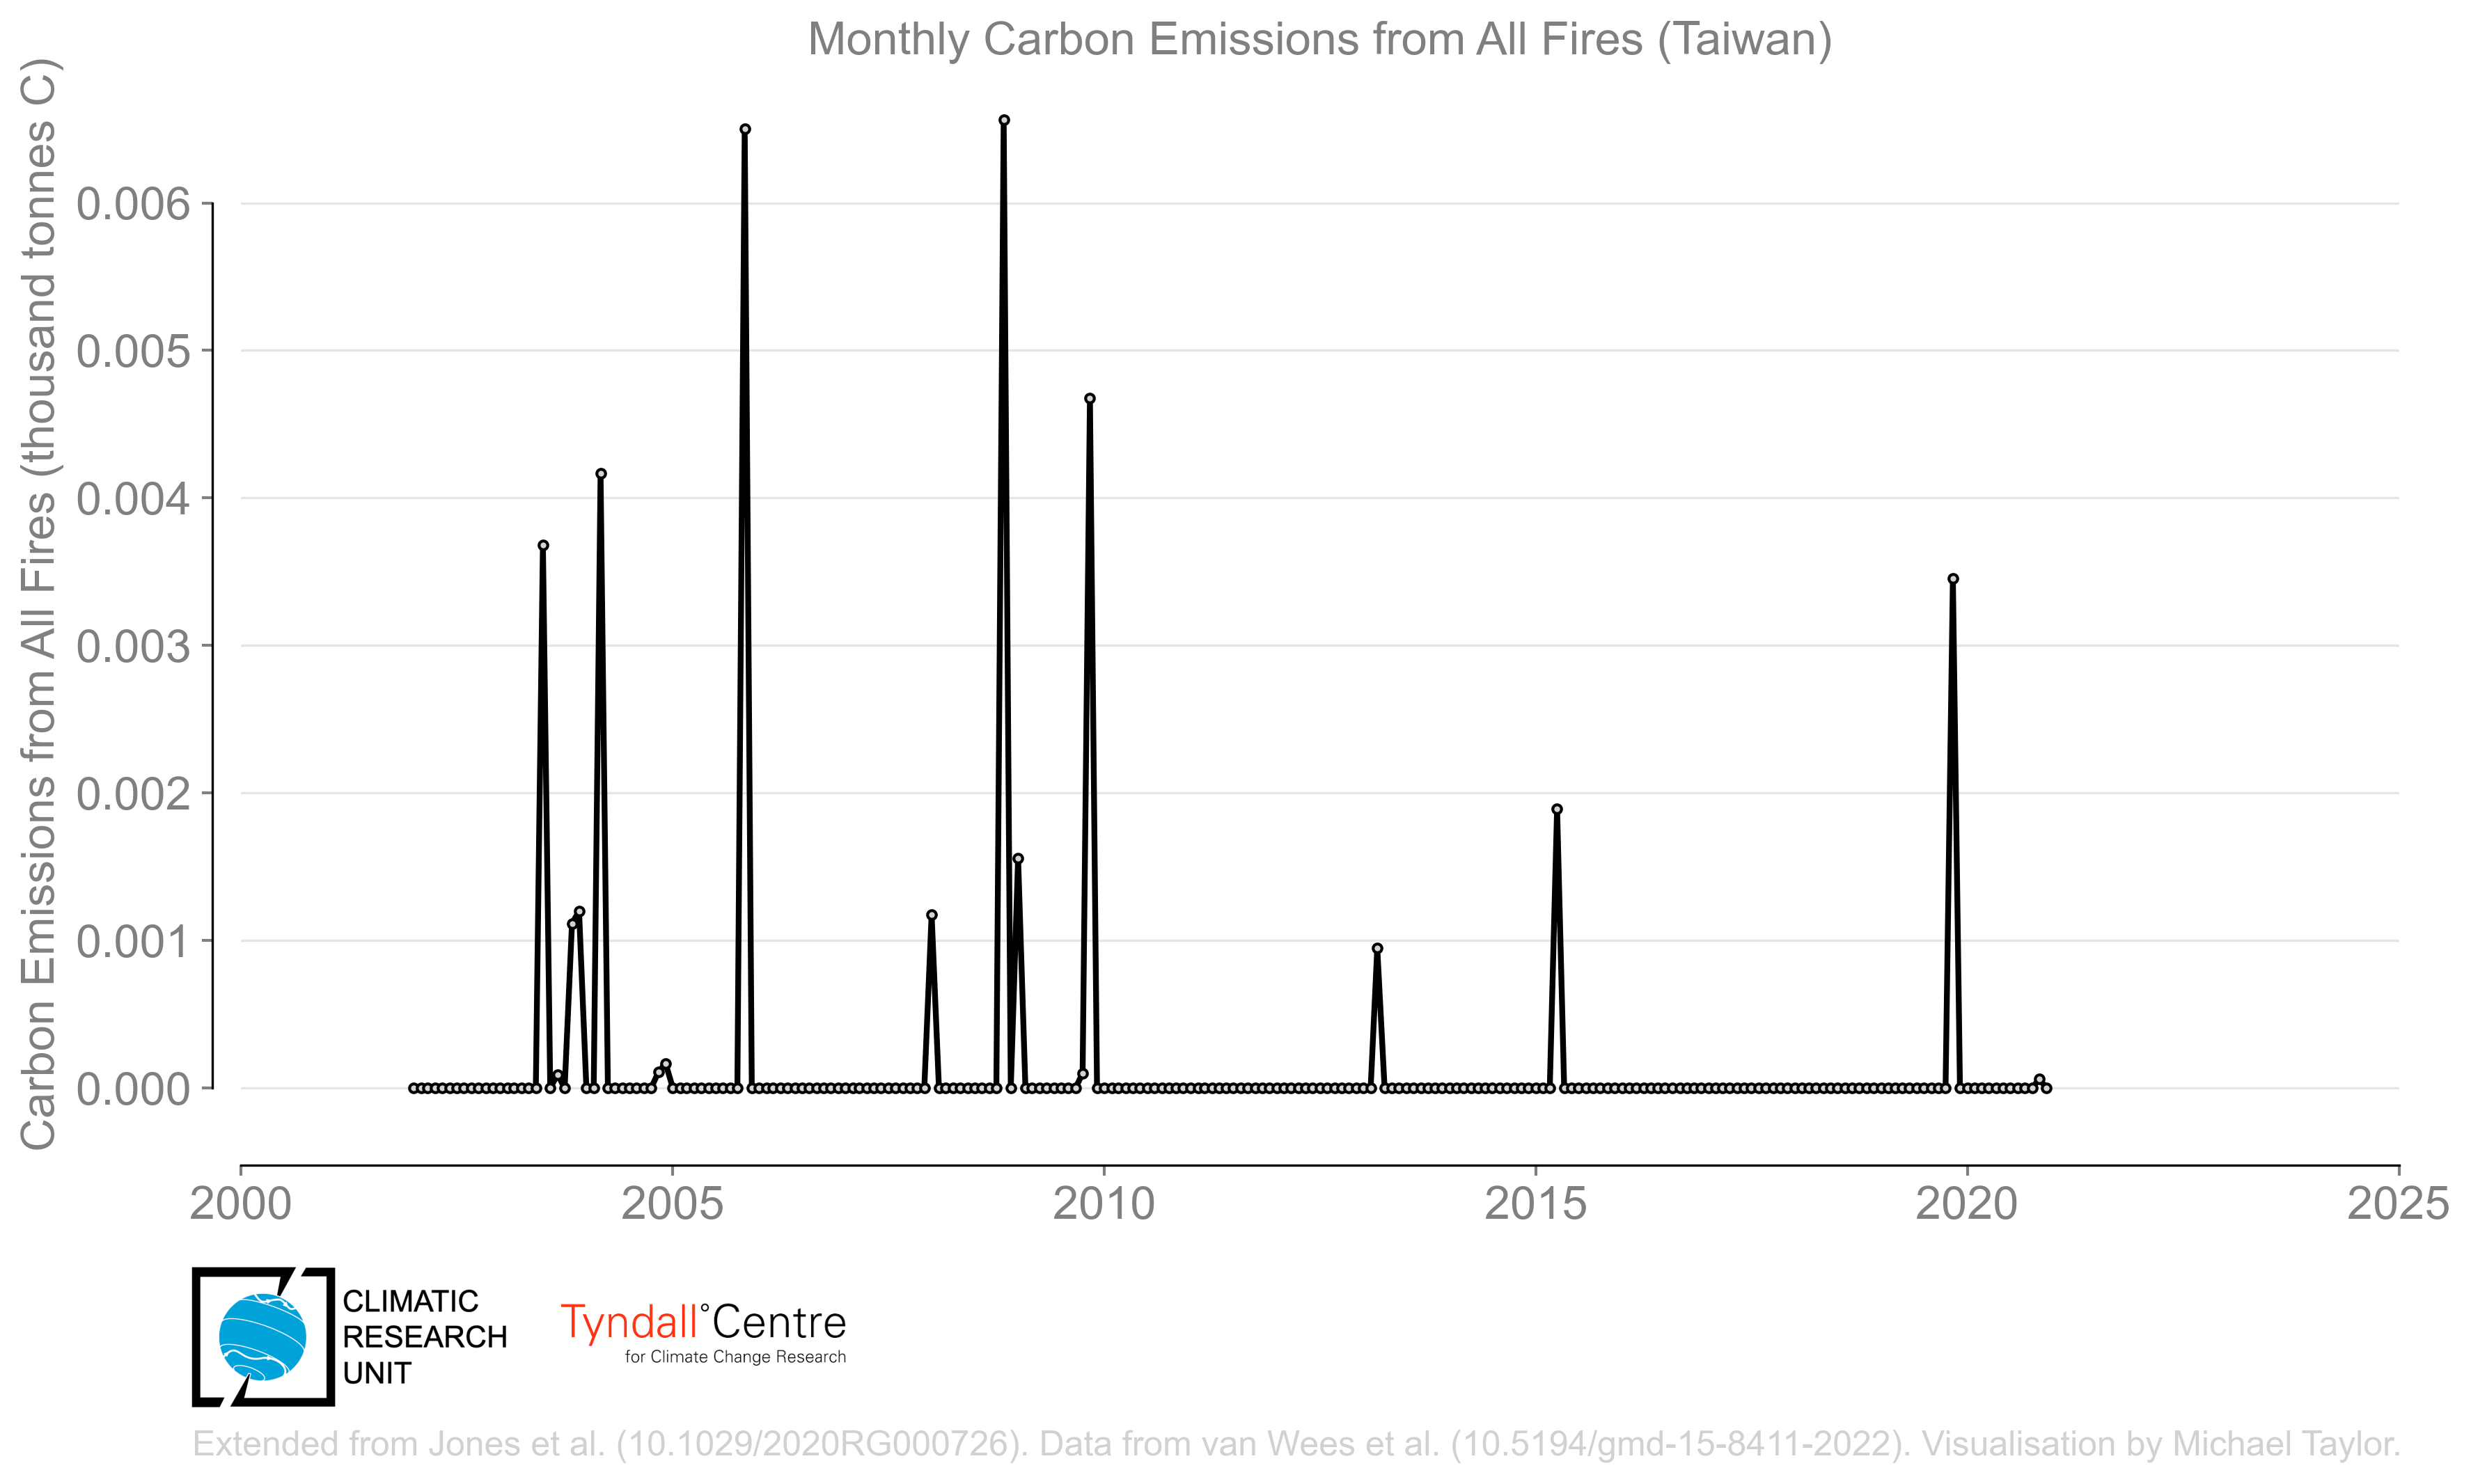 Monthly Carbon Emissions from All Fires (Taiwan)
Carbon Emissions from All Fires (thousand tonnes C)
0.006
0.005
0.004
0.003
0.002
0.001
0.000
2000 2005 2010 2015 2020 2025
CLIMATIC
RESEARCH
UNIT
Tyndall°Centre
for Climate Change Research
Extended from Jones et al. (10.1029/2020RG000726). Data from van Wees et al. (10.5194/gmd-15-8411-2022). Visualisation by Michael Taylor.